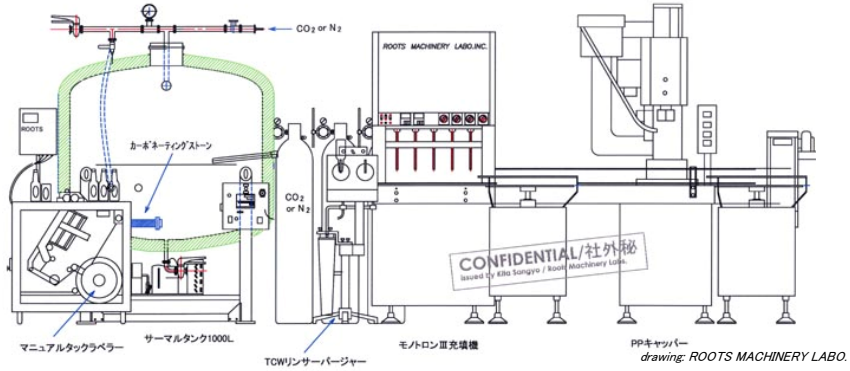 CO2 or N2
ROOTS MACHINERY LABO.INC.
ROOTS
カーボネーティングストーン
CO2
or N2
CONFIDENTIAL/社外秘
issued by Kita Sangyo / Roots Machinery Labo.
マニュアルタックラベラー
サーマルタンク1000L
TCWリンサーパージャー
モノトロンⅢ充填機
PPキャッパー
drawing: ROOTS MACHINERY LABO.